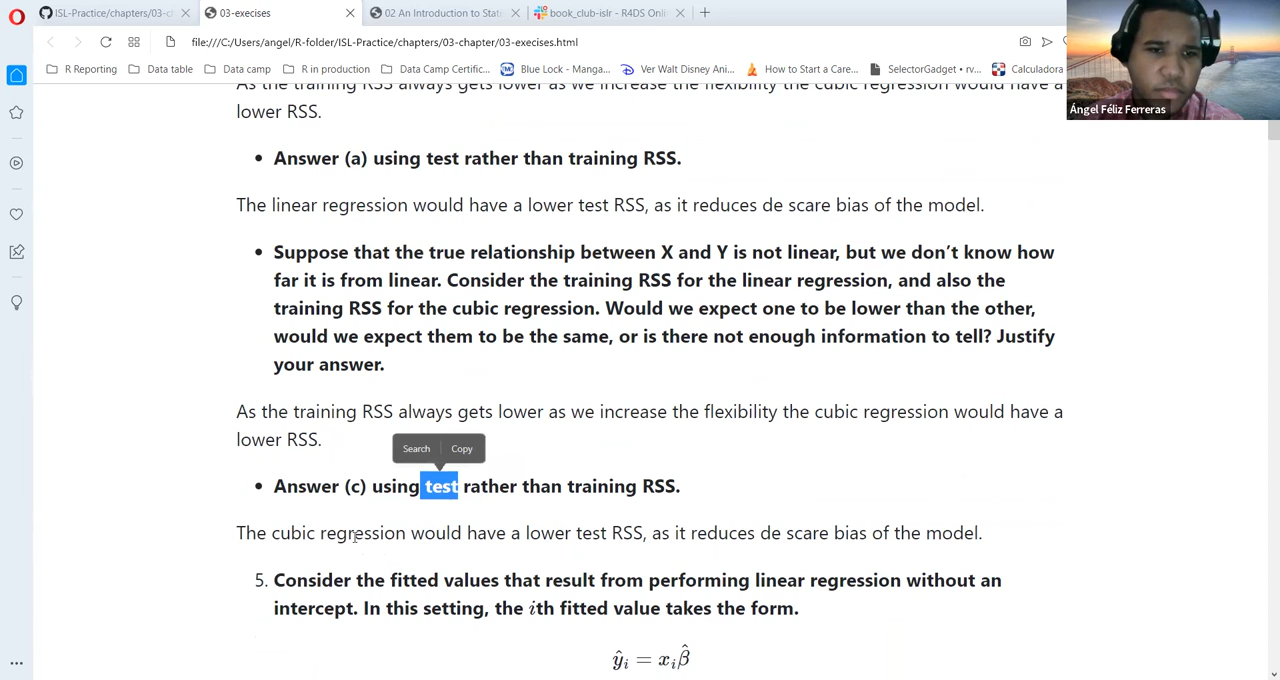 ISL-Practice/chapters/03-ch
03-execises
02 An Introduction to Stati
book_club-islr - R4DS Onli
file:///C:/Users/angel/R-folder/ISL-Practice/chapters/03-chapter/03-execises.html
R Reporting
Data table
Data camp
R in production
Data Camp Certific...
Blue Lock - Manga...
Ver Walt Disney Ani...
How to Start a Care...
SelectorGadget • rv...
Calculadora
Ángel Féliz Ferreras
As the training RSS always gets lower as we increase the flexibility the cubic regression would have a
lower RSS.
• Answer (a) using test rather than training RSS.
The linear regression would have a lower test RSS, as it reduces de scare bias of the model.
• Suppose that the true relationship between X and Y is not linear, but we don’t know how
far it is from linear. Consider the training RSS for the linear regression, and also the
training RSS for the cubic regression. Would we expect one to be lower than the other,
would we expect them to be the same, or is there not enough information to tell? Justify
your answer.
As the training RSS always gets lower as we increase the flexibility the cubic regression would have a
lower RSS.
Search Copy
• Answer (c) using test rather than training RSS.
The cubic regression would have a lower test RSS, as it reduces de scare bias of the model.
5. Consider the fitted values that result from performing linear regression without an
intercept. In this setting, the ith fitted value takes the form.
ŷᵢ = xᵢβ̂